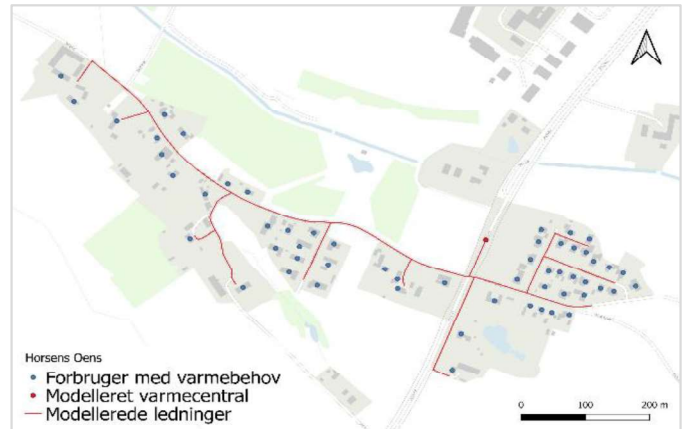 Horsens Oens
Forbruger med varmebehov
Modelleret varmecentral
Modellerede ledninger
0 100 200 m